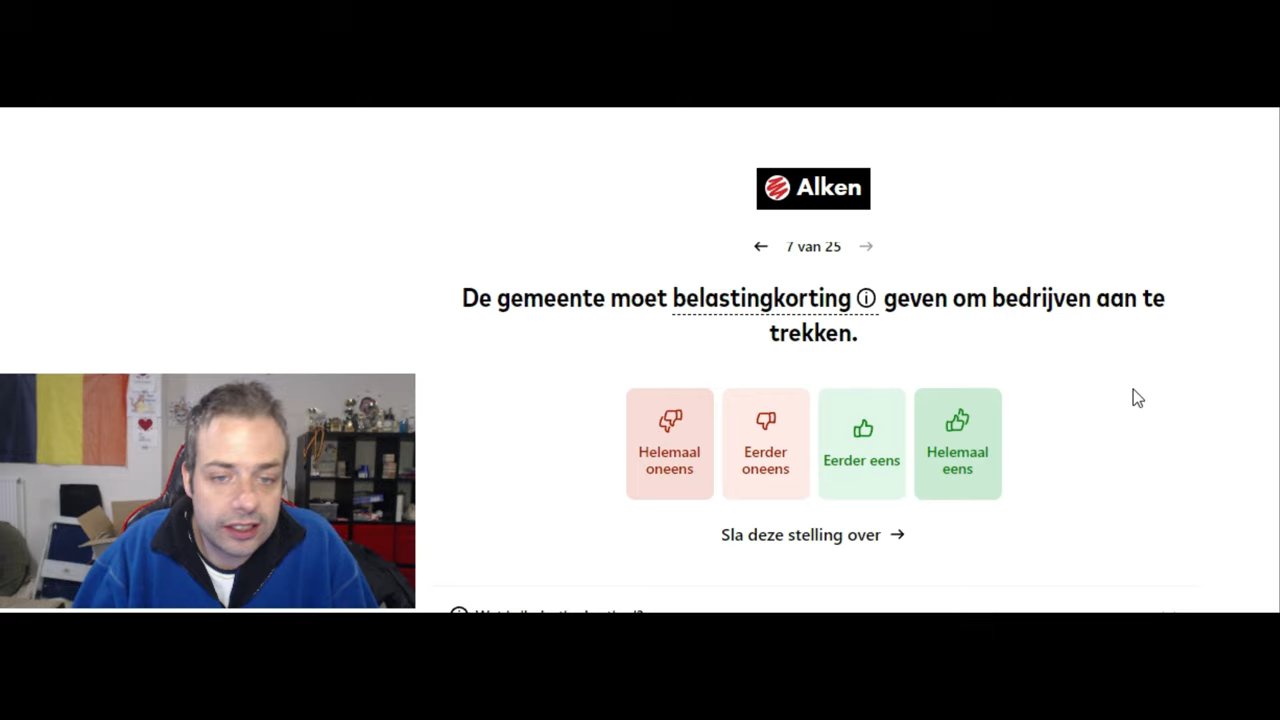 Alken
7 van 25
De gemeente moet belastingkorting geven om bedrijven aan te
trekken.
Helemaal
oneens
Eerder
oneens
Eerder eens
Helemaal
eens
Sla deze stelling over